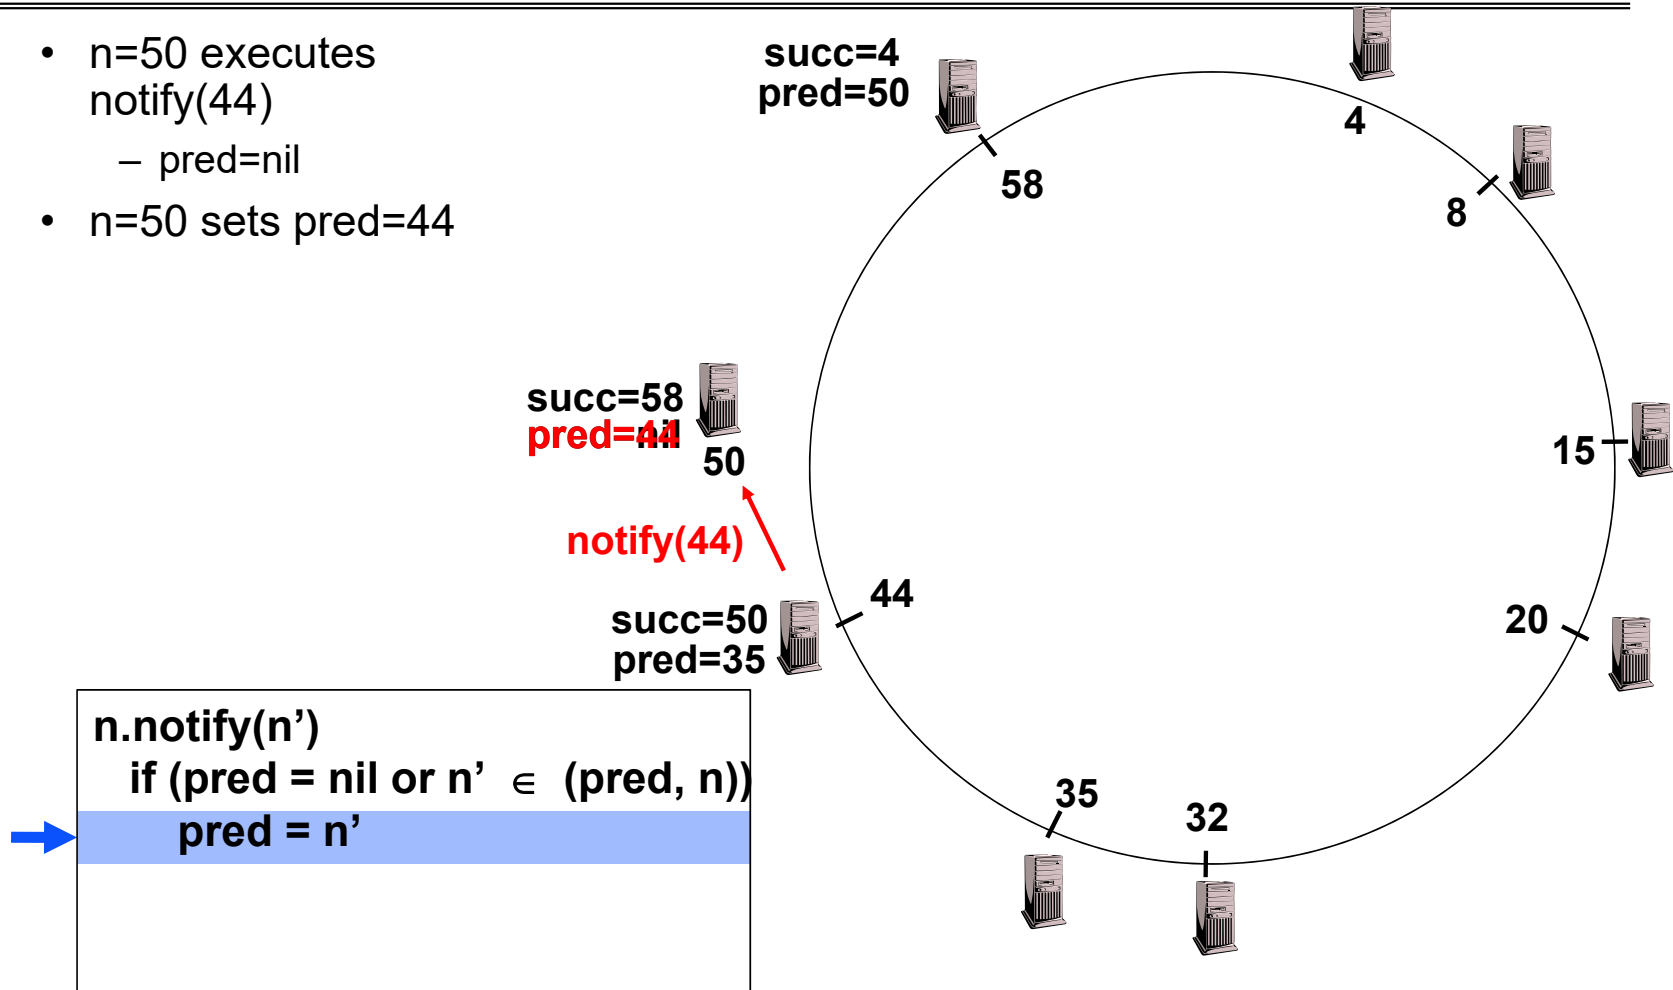 • n=50 executes
notify(44)
– pred=nil
• n=50 sets pred=44
succ=4
pred=50
4
58
8
succ=58
pred=44
nil
50
15
notify(44)
44
succ=50
pred=35
20
n.notify(n’)
if (pred = nil or n’ ∈ (pred, n))
pred = n’
35
32